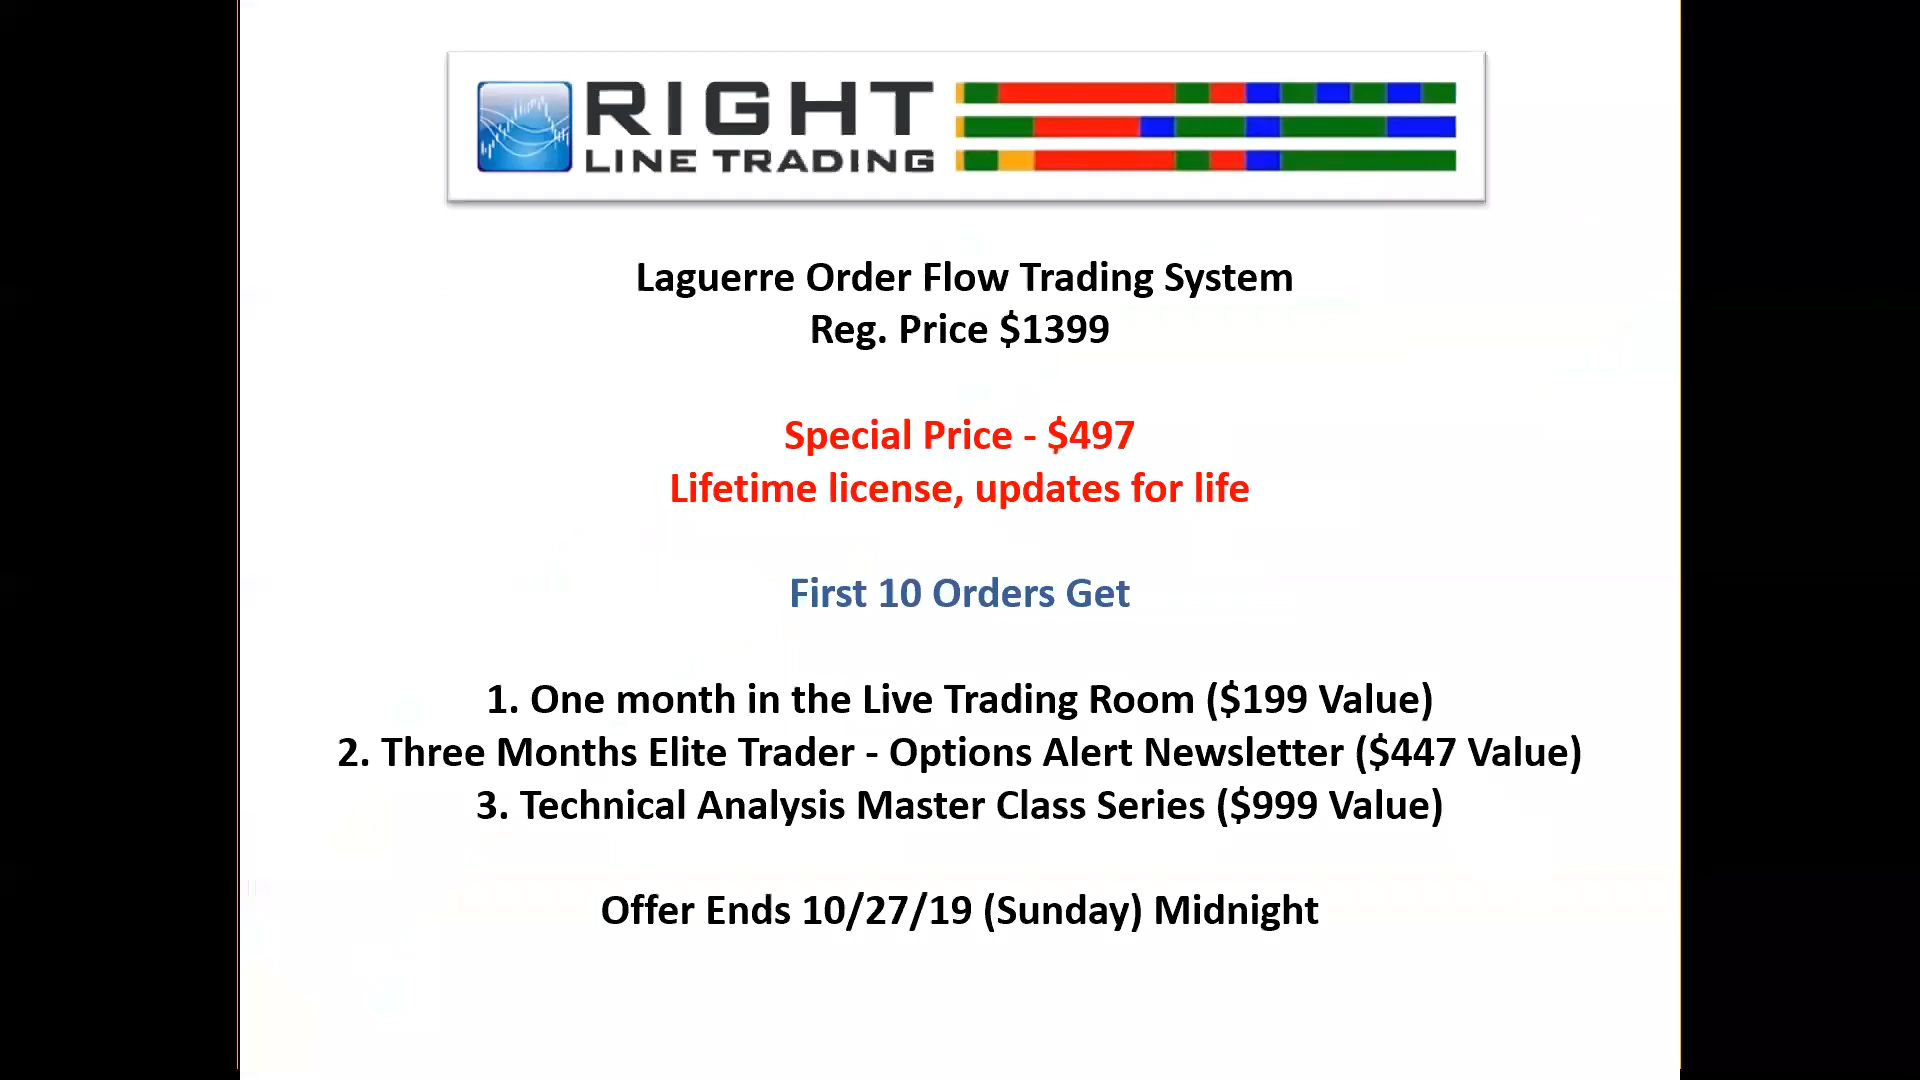 RIGHT
LINE TRADING
Laguerre Order Flow Trading System
Reg. Price $1399
Special Price - $497
Lifetime license, updates for life
First 10 Orders Get
1. One month in the Live Trading Room ($199 Value)
2. Three Months Elite Trader - Options Alert Newsletter ($447 Value)
3. Technical Analysis Master Class Series ($999 Value)
Offer Ends 10/27/19 (Sunday) Midnight